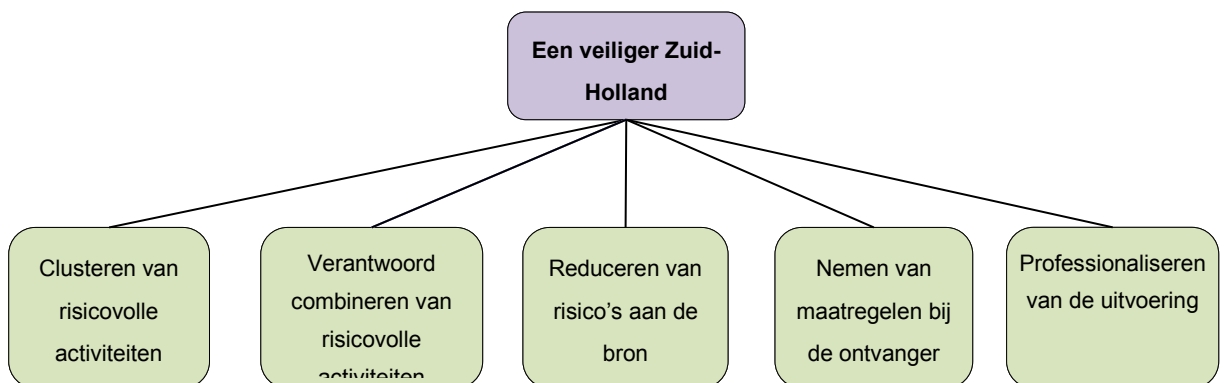 Een veiliger Zuid-
Holland
Clusteren van
risicovolle
activiteiten
Verantwoord
combineren van
risicovolle
activiteiten
Reduceren van
risico's aan de
bron
Nemen van
maatregelen bij
de ontvanger
Professionaliseren
van de uitvoering